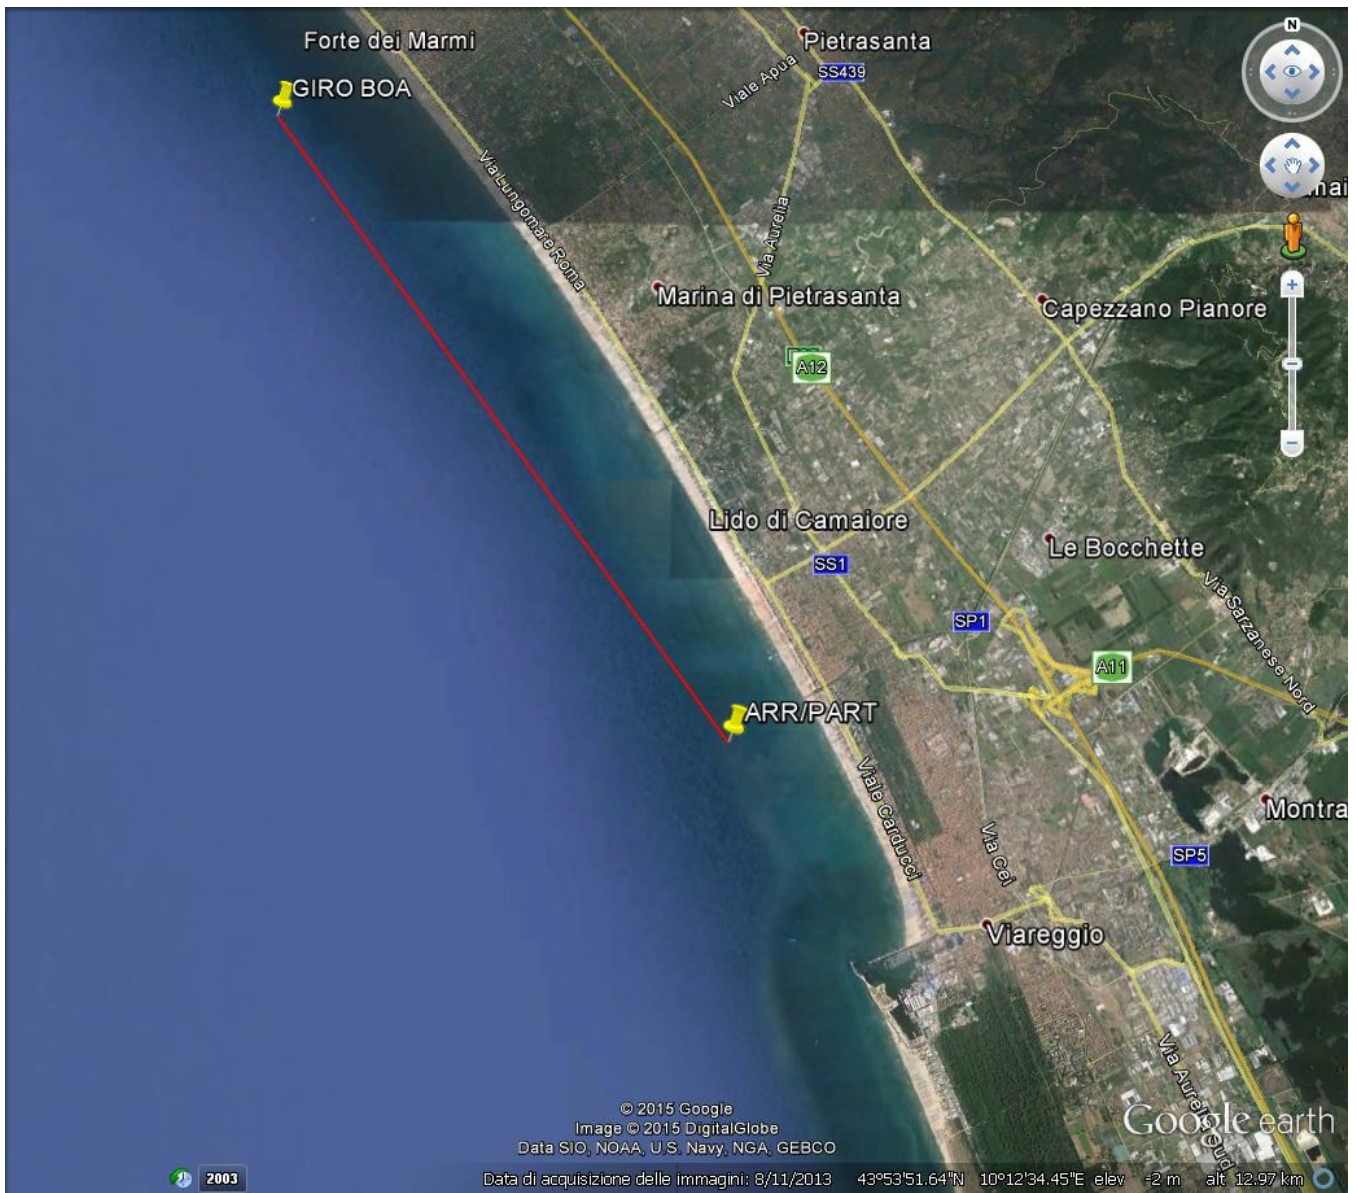 N
Forte dei Marmi
Pietrasanta
SS439
Viale Apua
GIRO BOA
Via Lungomare Roma
Via Aurelia
Marina di Pietrasanta
Capezzano Pianore
A12
Lido di Camaiore
Le Bocchette
SS1
SP1
Via Sarzanese Nord
A11
ARR/PART
Viale Carducci
Montra
Via Cei
SP5
Viareggio
Via Aurelia Sud
© 2015 Google
Image © 2015 DigitalGlobe
Data SIO, NOAA, U.S. Navy, NGA, GEBCO
Google earth
2003
Data di acquisizione delle immagini: 8/11/2013 43°53'51.64"N 10°12'34.45"E elev -2 m alt 12.97 km